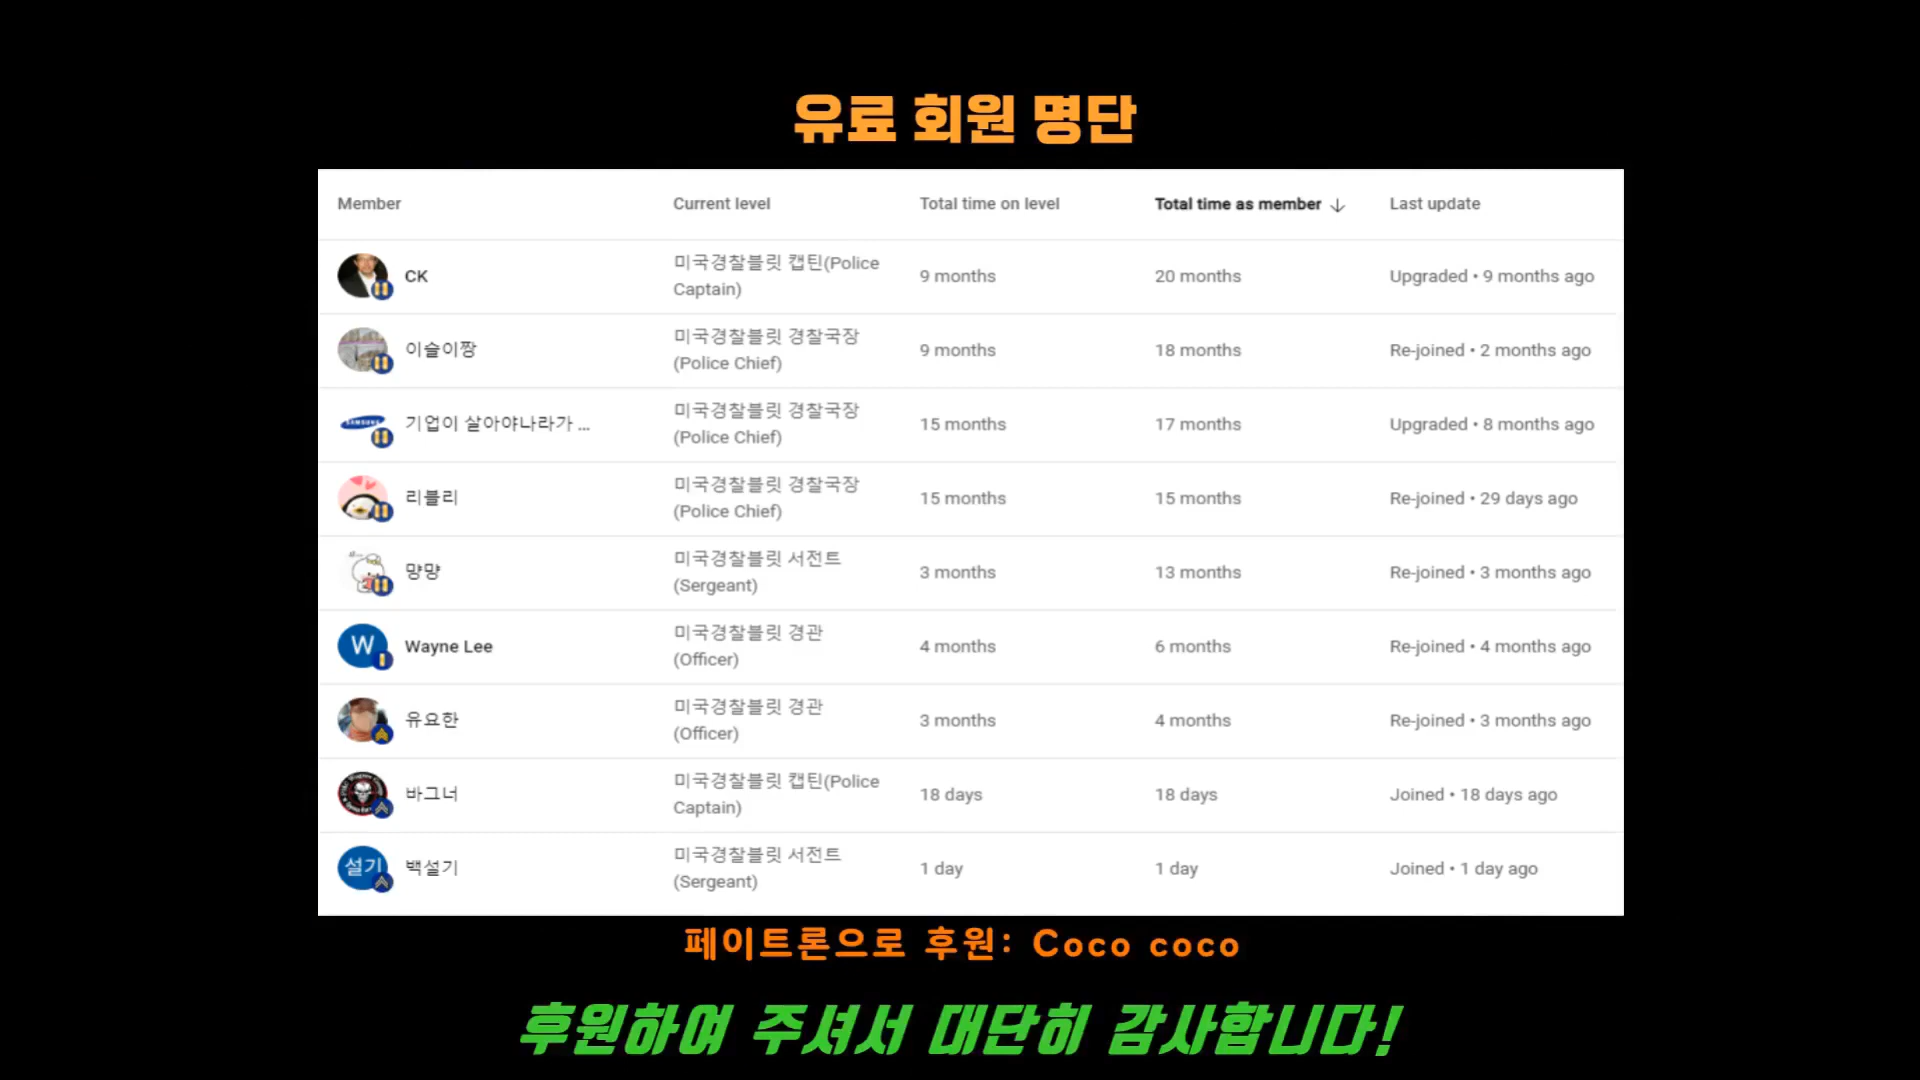 유료 회원 명단
Member Current level Total time on level Total time as member ↓ Last update
CK 미국경찰블릿 캡틴(Police Captain) 9 months 20 months Upgraded • 9 months ago
이슬이짱 미국경찰블릿 경찰국장 (Police Chief) 9 months 18 months Re-joined • 2 months ago
SAMSUNG 기업이 살아야나라가 ... 미국경찰블릿 경찰국장 (Police Chief) 15 months 17 months Upgraded • 8 months ago
리블리 미국경찰블릿 경찰국장 (Police Chief) 15 months 15 months Re-joined • 29 days ago
먕먕 미국경찰블릿 서전트 (Sergeant) 3 months 13 months Re-joined • 3 months ago
W Wayne Lee 미국경찰블릿 경관 (Officer) 4 months 6 months Re-joined • 4 months ago
유요한 미국경찰블릿 경관 (Officer) 3 months 4 months Re-joined • 3 months ago
바그너 미국경찰블릿 캡틴(Police Captain) 18 days 18 days Joined • 18 days ago
설기 백설기 미국경찰블릿 서전트 (Sergeant) 1 day 1 day Joined • 1 day ago
페이트론으로 후원: Coco coco
후원하여 주셔서 대단히 감사합니다!